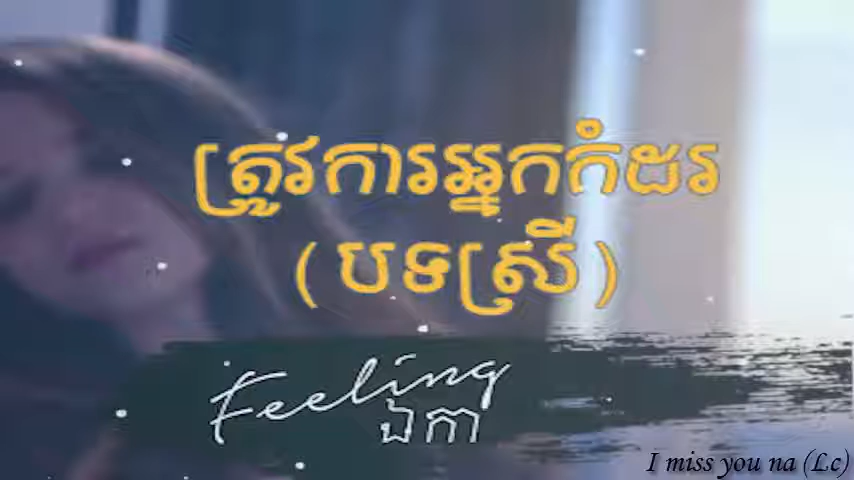 ត្រូវការអ្នកកំដរ
( បទស្រី )
Feeling
ឯកា
I miss you na (Lc)